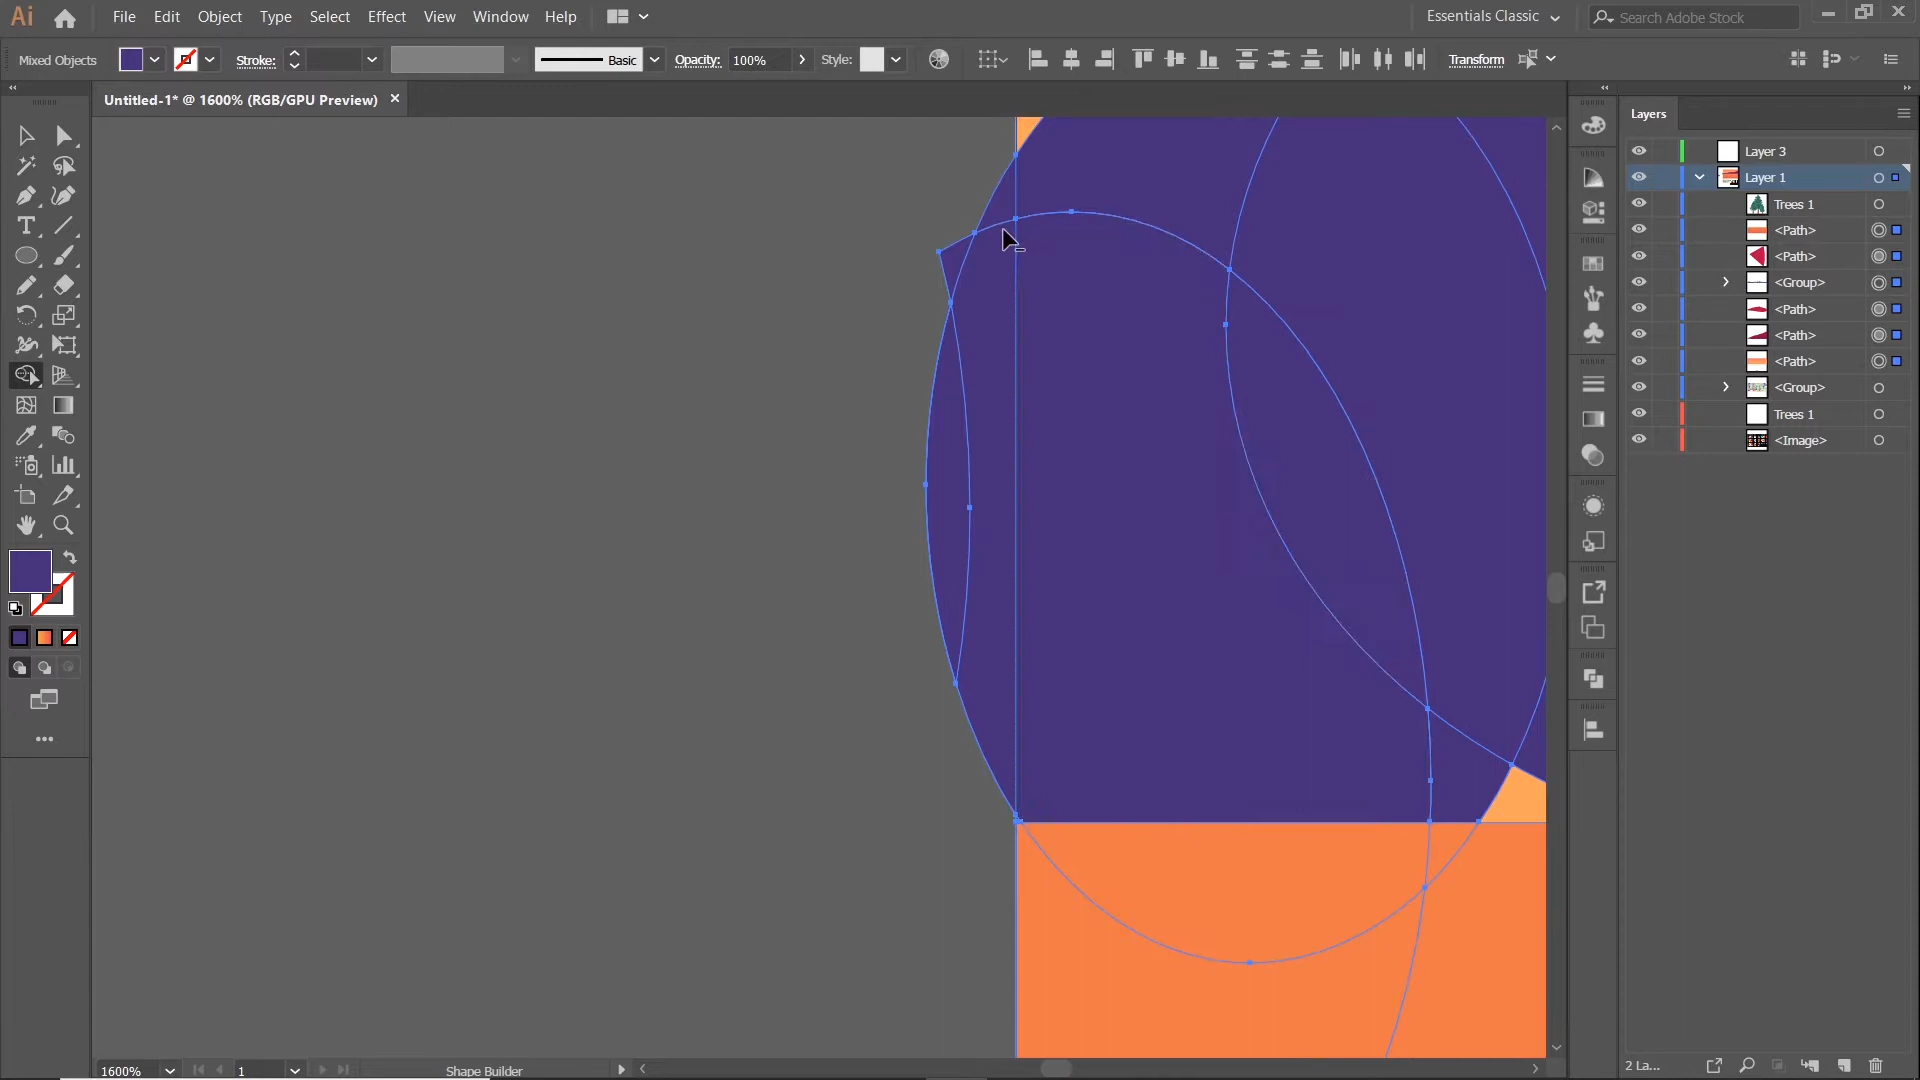 Ai File Edit Object Type Select Effect View Window Help Essentials Classic Search Adobe Stock
Mixed Objects Stroke: Basic Opacity: 100% Style: Transform
Untitled-1* @ 1600% (RGB/GPU Preview)
Layers
Layer 3
Layer 1
Trees 1
<Path>
<Path>
<Group>
<Path>
<Path>
<Path>
<Group>
Trees 1
<Image>
1600% 1 Shape Builder 2 La...